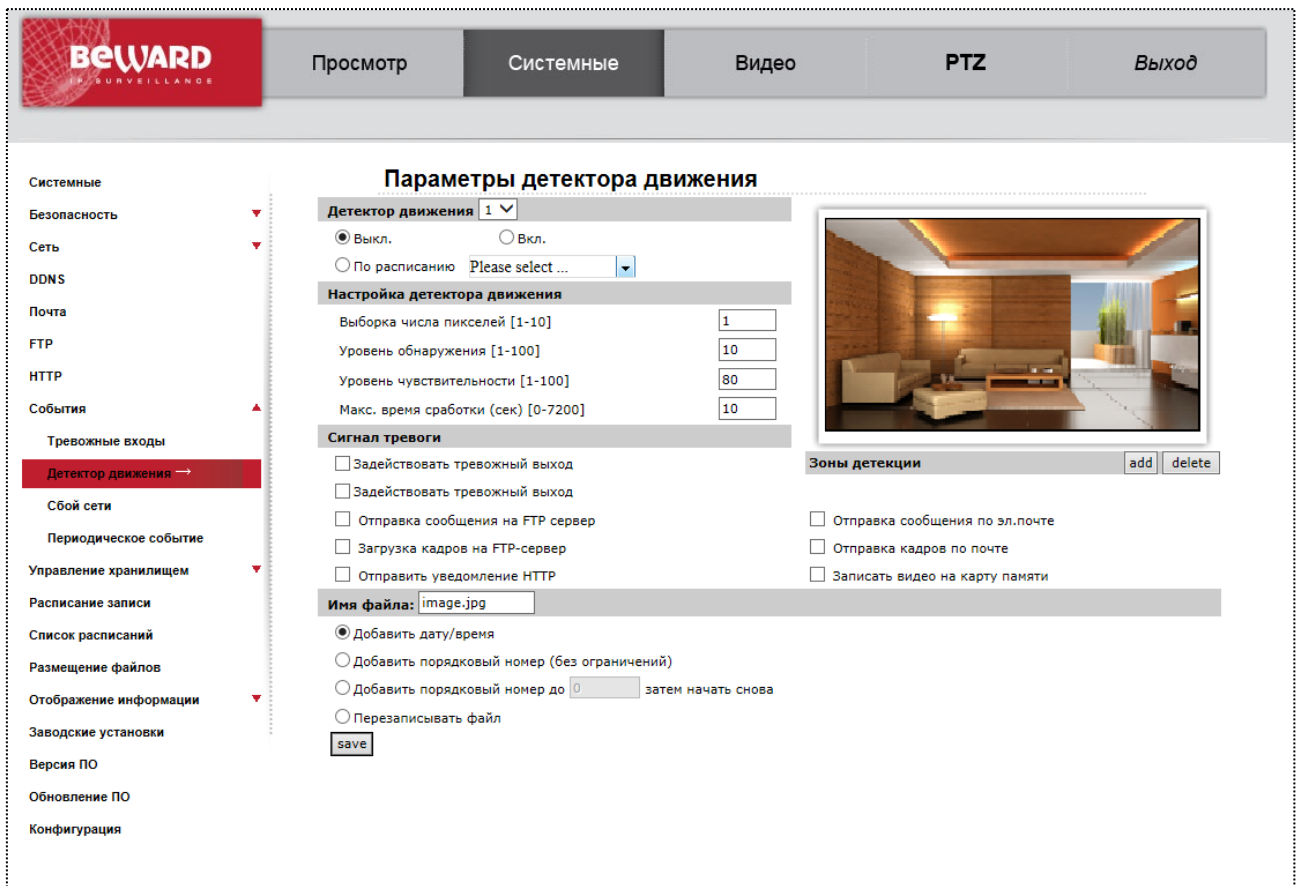 BEWARD
IP SURVEILLANCE
Просмотр
Системные
Видео
PTZ
Выход
Системные
Безопасность
Сеть
DDNS
Почта
FTP
HTTP
События
Тревожные входы
Детектор движения →
Сбой сети
Периодическое событие
Управление хранилищем
Расписание записи
Список расписаний
Размещение файлов
Отображение информации
Заводские установки
Версия ПО
Обновление ПО
Конфигурация
Параметры детектора движения
Детектор движения 1
Выкл. Вкл.
По расписанию Please select ...
Настройка детектора движения
Выборка числа пикселей [1-10] 1
Уровень обнаружения [1-100] 10
Уровень чувствительности [1-100] 80
Макс. время сработки (сек) [0-7200] 10
Сигнал тревоги
Задействовать тревожный выход
Зоны детекции add delete
Задействовать тревожный выход
Отправка сообщения на FTP сервер Отправка сообщения по эл.почте
Загрузка кадров на FTP-сервер Отправка кадров по почте
Отправить уведомление HTTP Записать видео на карту памяти
Имя файла: image.jpg
Добавить дату/время
Добавить порядковый номер (без ограничений)
Добавить порядковый номер до 0 затем начать снова
Перезаписывать файл
save